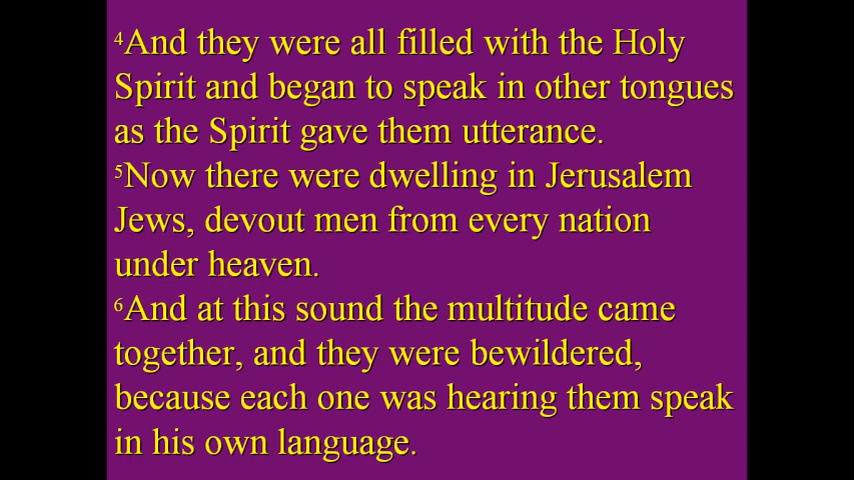 ⁴And they were all filled with the Holy
Spirit and began to speak in other tongues
as the Spirit gave them utterance.
⁵Now there were dwelling in Jerusalem
Jews, devout men from every nation
under heaven.
⁶And at this sound the multitude came
together, and they were bewildered,
because each one was hearing them speak
in his own language.